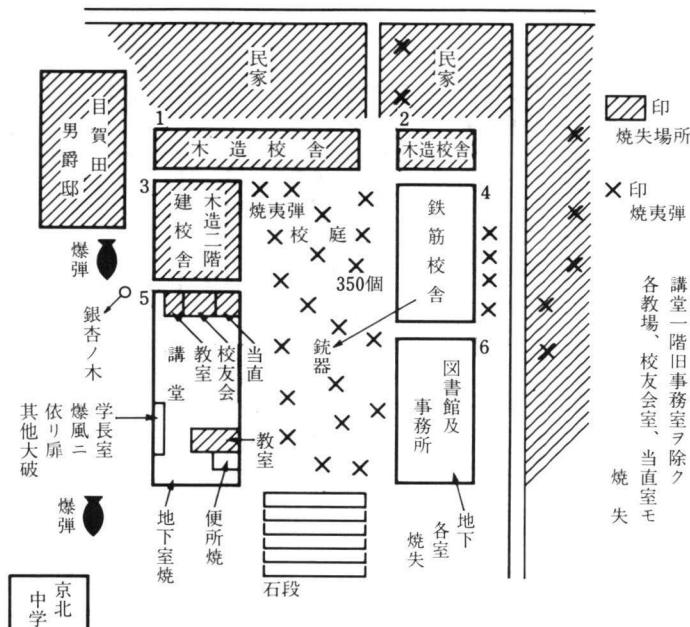 民家
民家
目賀田
男爵邸
1
木造校舎
2
木造校舎
印
焼失場所
×印
焼夷弾
3
木造二階
建校舎
焼夷弾
校庭
350個
4
鉄筋校舎
爆弾
銀杏ノ木
5
講堂
教室
校友会
当直
銃器
6
図書館及
事務所
講堂一階旧事務室ヲ除ク
各教場、校友会室、当直室モ
焼失
学長室
爆風ニ
依リ扉
其他大破
教室
爆弾
地下室焼
便所焼
石段
地下
各室
焼失
京北
中学